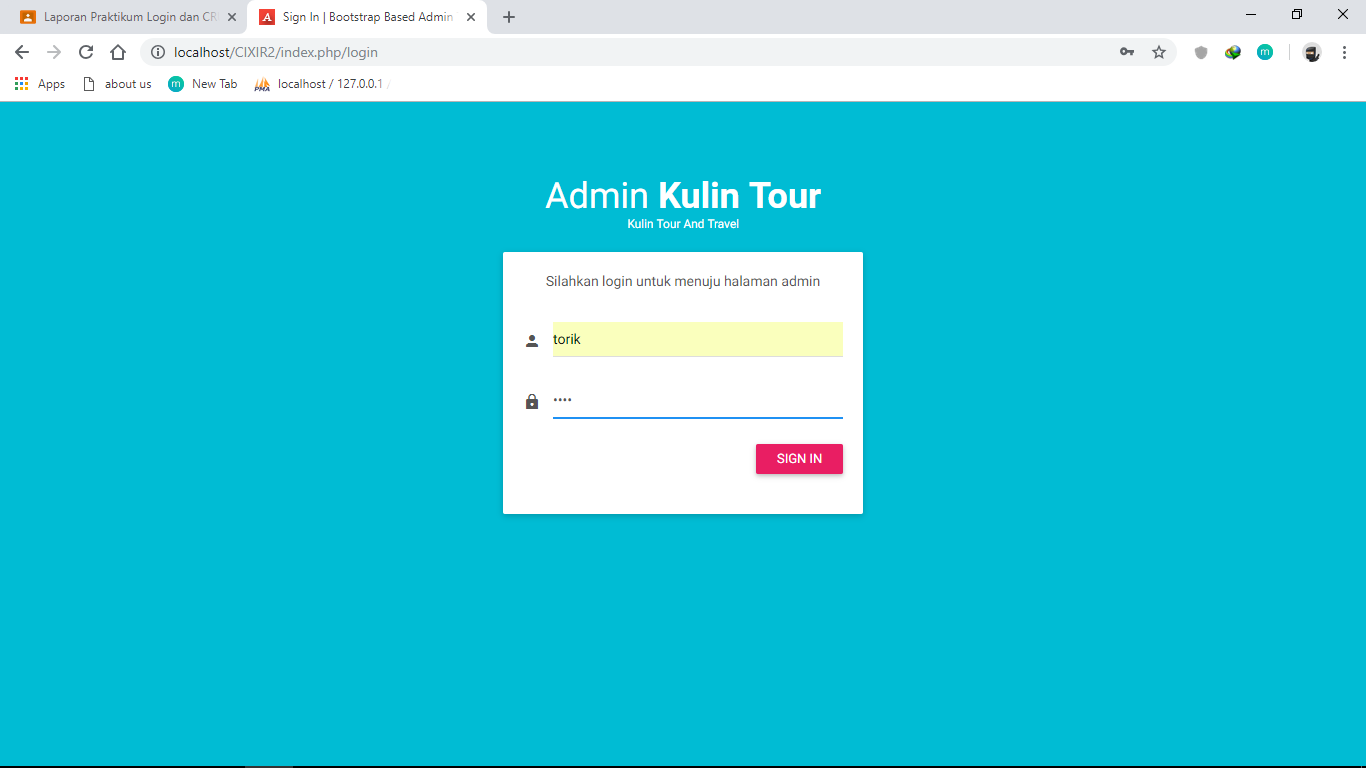 Laporan Praktikum Login dan CR
Sign In | Bootstrap Based Admin
localhost/CIXIR2/index.php/login
Apps
about us
m
New Tab
PMA
localhost / 127.0.0.1 /
m
Admin Kulin Tour
Kulin Tour And Travel
Silahkan login untuk menuju halaman admin
torik
••••
SIGN IN